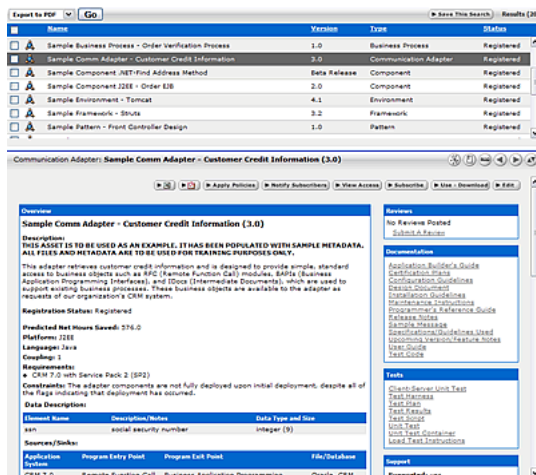 Export to PDF Go Save This Search Results (20
Name Version Type Status
Sample Business Process - Order Verification Process 1.0 Business Process Registered
Sample Comm Adapter - Customer Credit Information 3.0 Communication Adapter Registered
Sample Component .NET-Find Address Method Beta Release Component Registered
Sample Component J2EE - Order EJB 2.0 Component Registered
Sample Environment - Tomcat 4.1 Environment Registered
Sample Framework - Struts 3.2 Framework Registered
Sample Pattern - Front Controller Design 1.0 Pattern Registered
Communication Adapter: Sample Comm Adapter - Customer Credit Information (3.0)
Apply Policies Notify Subscribers View Access Subscribe Use - Download Edit
Overview
Sample Comm Adapter - Customer Credit Information (3.0)
Description:
THIS ASSET IS TO BE USED AS AN EXAMPLE. IT HAS BEEN POPULATED WITH SAMPLE METADATA.
ALL FILES AND METADATA ARE TO BE USED FOR TRAINING PURPOSES ONLY.
This adapter retrieves customer credit information and is designed to provide simple, standard
access to business objects such as RFC (Remote Function Call) modules, BAPIs (Business
Application Programming Interfaces), and IDocs (Intermediate Documents), which are used to
support existing business processes. These business objects are available to the adapter as
requests of our organization's CRM system.
Registration Status: Registered
Predicted Net Hours Saved: 576.0
Platform: J2EE
Language: Java
Coupling: 1
Requirements:
CRM 7.0 with Service Pack 2 (SP2)
Constraints: The adapter components are not fully deployed upon initial deployment, despite all of
the flags indicating that deployment has occurred.
Data Description:
Element Name Description/Notes Data Type and Size
ssn social security number integer (9)
Sources/Sinks:
Application System Program Entry Point Program Exit Point File/Database
CRM 7.0 Remote Function Call Business Application Programming Oracle, CRM
Reviews
No Reviews Posted
Submit A Review
Documentation
Application Builder's Guide
Certification Plans
Configuration Guidelines
Design Document
Installation Guidelines
Maintenance Instructions
Programmer's Reference Guide
Release Notes
Sample Message
Specifications/Guidelines Used
Upcoming Version/Feature Notes
User Guide
Test Code
Tests
Client-Server Unit Test
Test Harness
Test Plan
Test Results
Test Script
Unit Test
Unit Test Container
Load Test Instructions
Support